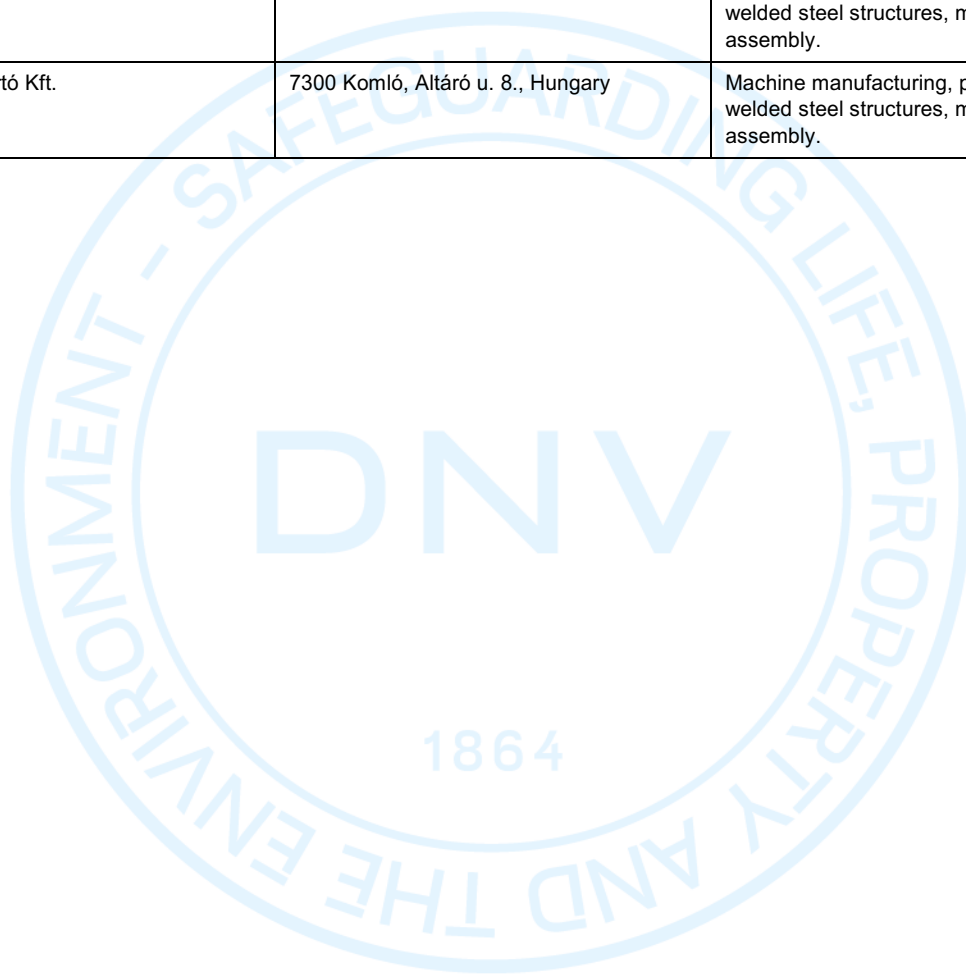 welded steel structures,
assembly.
tó Kft.
7300 Komló, Altáró u. 8., Hungary
Machine manufacturing,
welded steel structures,
assembly.
SAFEGUARDING LIFE, PROPERTY AND THE ENVIRONMENT -
DNV
1864